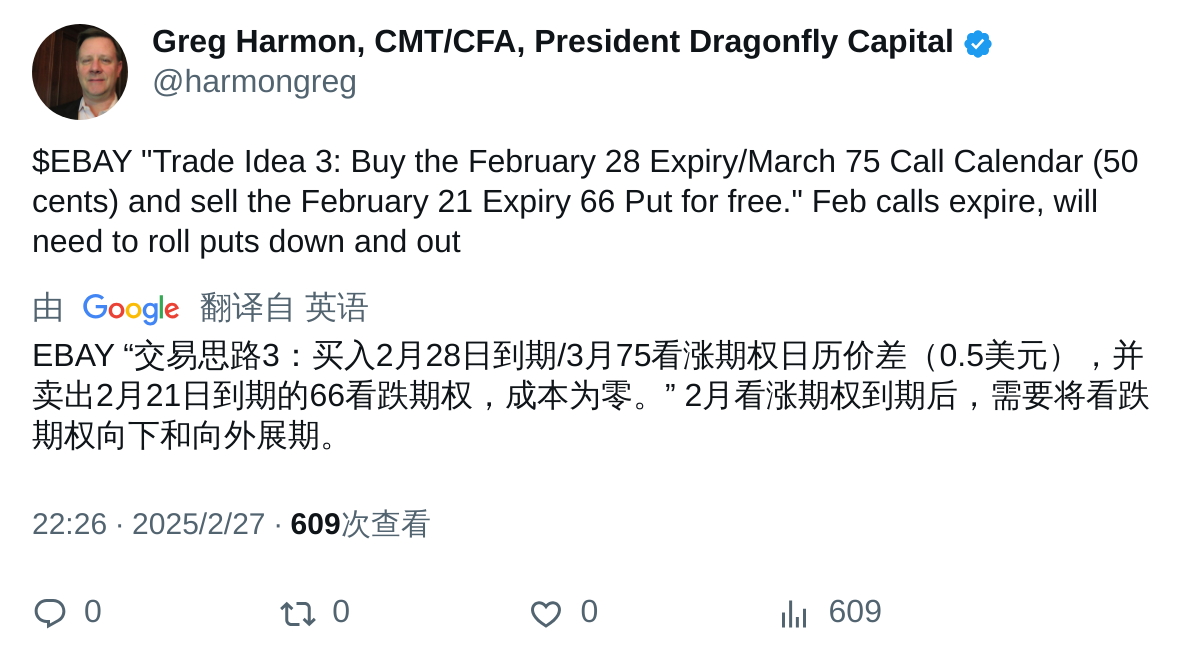 Greg Harmon, CMT/CFA, President Dragonfly Capital
@harmongreg
$EBAY "Trade Idea 3: Buy the February 28 Expiry/March 75 Call Calendar (50
cents) and sell the February 21 Expiry 66 Put for free." Feb calls expire, will
need to roll puts down and out
由 Google 翻译自 英语
EBAY “交易思路3：买入2月28日到期/3月75看涨期权日历价差（0.5美元），并
卖出2月21日到期的66看跌期权，成本为零。” 2月看涨期权到期后，需要将看跌
期权向下和向外展期。
22:26 · 2025/2/27 · 609次查看
0 0 0 609